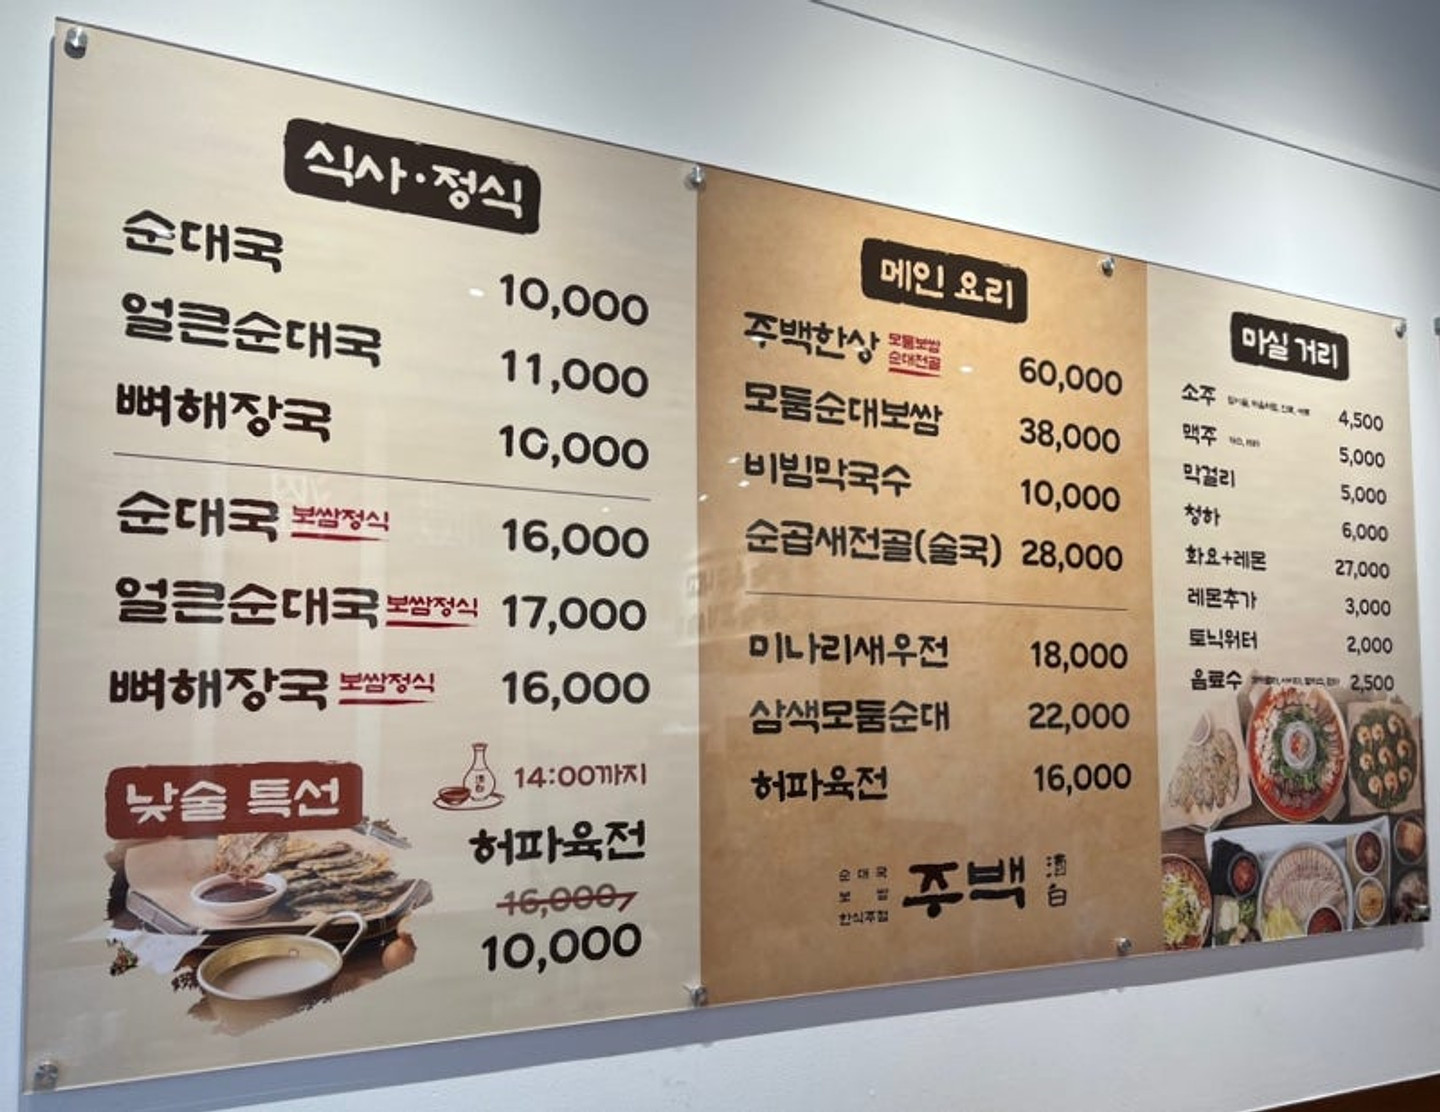 식사·정식
순대국 10,000
얼큰순대국 11,000
뼈해장국 10,000
순대국 보쌈정식 16,000
얼큰순대국 보쌈정식 17,000
뼈해장국 보쌈정식 16,000
낮술 특선 14:00까지
허파육전
16,000
10,000
메인 요리
주백한상 모둠보쌈 순대전골 60,000
모둠순대보쌈 38,000
비빔막국수 10,000
순곱새전골(술국) 28,000
미나리새우전 18,000
삼색모둠순대 22,000
허파육전 16,000
순대국
보쌈
한식주점
주백
酒白
마실 거리
소주 4,500
맥주 5,000
막걸리 5,000
청하 6,000
화요+레몬 27,000
레몬추가 3,000
토닉워터 2,000
음료수 2,500